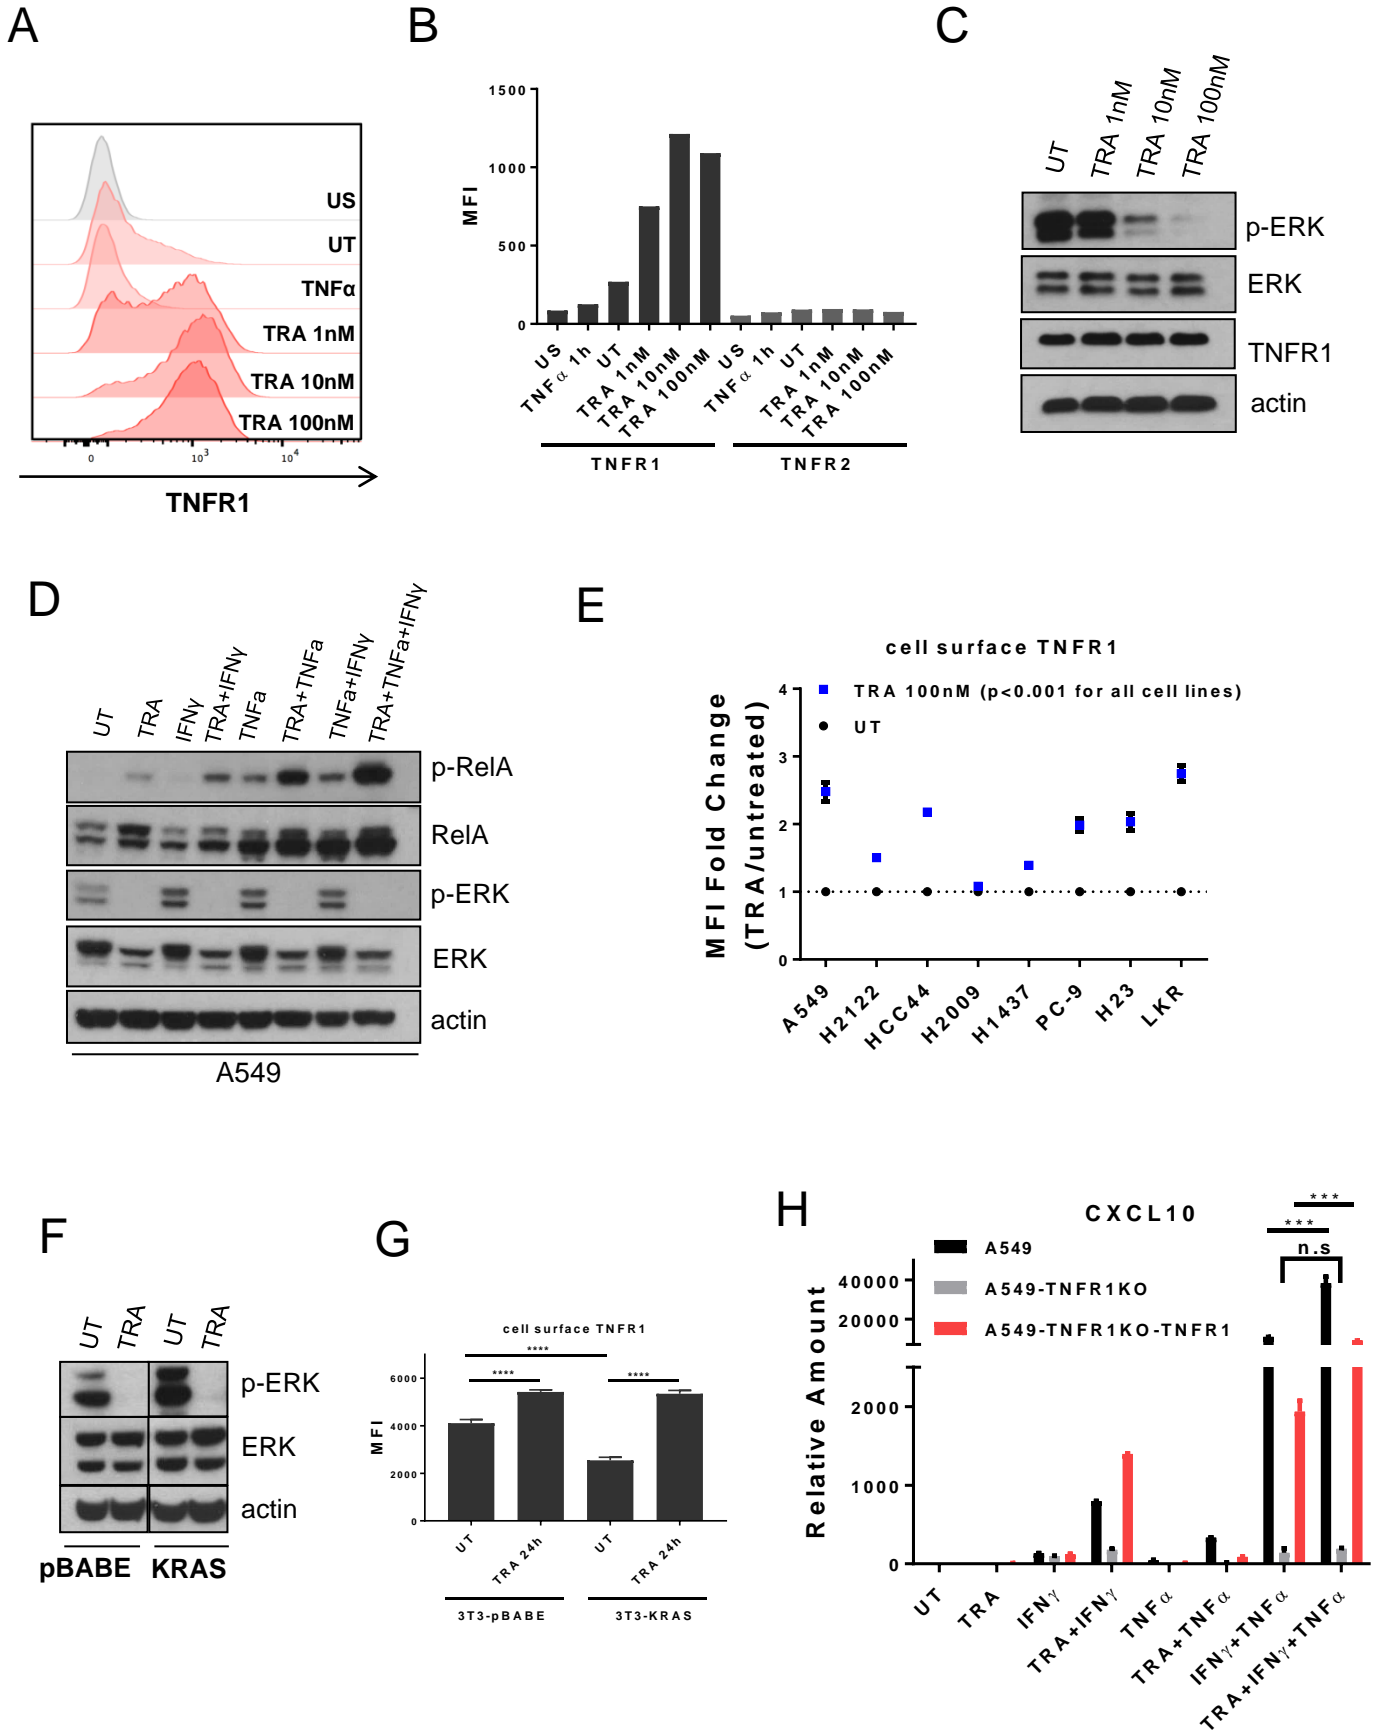 A
US
UT
TNFα
TRA 1nM
TRA 10nM
TRA 100nM
0
10³
10⁴
TNFR1
B
MFI
1500
1000
500
0
US
TNFα 1h
UT
TRA 1nM
TRA 10nM
TRA 100nM
US
TNFα 1h
UT
TRA 1nM
TRA 10nM
TRA 100nM
TNFR1
TNFR2
C
UT
TRA 1nM
TRA 10nM
TRA 100nM
p-ERK
ERK
TNFR1
actin
D
UT
TRA
IFNγ
TRA+IFNγ
TNFa
TRA+TNFa
TNFa+IFNγ
TRA+TNFa+IFNγ
p-RelA
RelA
p-ERK
ERK
actin
A549
E
cell surface TNFR1
TRA 100nM (p<0.001 for all cell lines)
UT
MFI Fold Change
(TRA/untreated)
4
3
2
1
0
A549
H2122
HCC44
H2009
H1437
PC-9
H23
LKR
F
UT
TRA
UT
TRA
p-ERK
ERK
actin
pBABE
KRAS
G
cell surface TNFR1
****
****
****
MFI
6000
4000
2000
0
UT
TRA 24h
UT
TRA 24h
3T3-pBABE
3T3-KRAS
H
CXCL10
***
***
n.s
A549
A549-TNFR1KO
A549-TNFR1KO-TNFR1
Relative Amount
40000
20000
2000
1000
0
UT
TRA
IFNγ
TRA+IFNγ
TNFα
TRA+TNFα
IFNγ+TNFα
TRA+IFNγ+TNFα